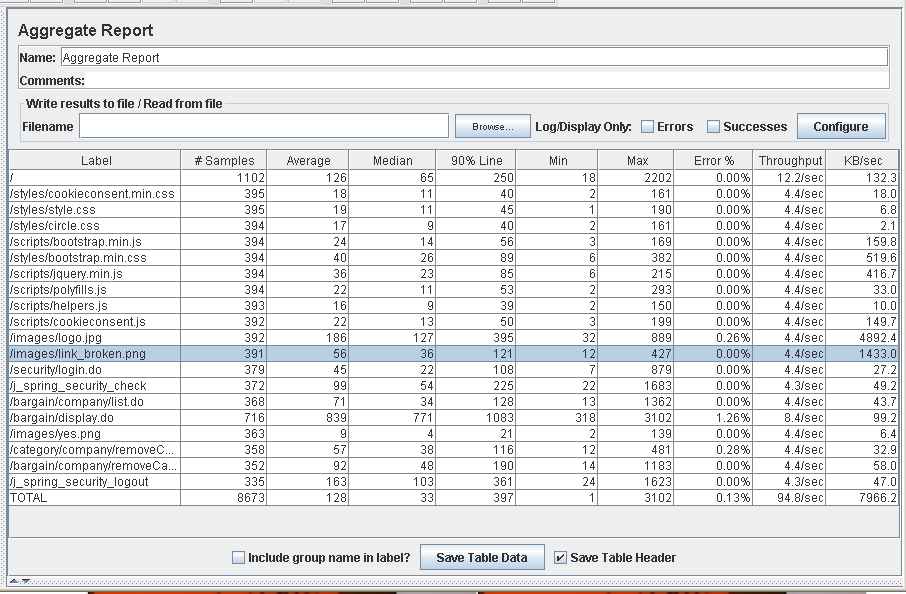 Aggregate Report
Name: Aggregate Report
Comments:
Write results to file / Read from file
Filename Browse... Log/Display Only: Errors Successes Configure
Label # Samples Average Median 90% Line Min Max Error % Throughput KB/sec
/ 1102 126 65 250 18 2202 0.00% 12.2/sec 132.3
/styles/cookieconsent.min.css 395 18 11 40 2 161 0.00% 4.4/sec 18.0
/styles/style.css 395 19 11 45 1 190 0.00% 4.4/sec 6.8
/styles/circle.css 394 17 9 40 2 161 0.00% 4.4/sec 2.1
/scripts/bootstrap.min.js 394 24 14 56 3 169 0.00% 4.4/sec 159.8
/styles/bootstrap.min.css 394 40 26 89 6 382 0.00% 4.4/sec 519.6
/scripts/jquery.min.js 394 36 23 85 6 215 0.00% 4.4/sec 416.7
/scripts/polyfills.js 394 22 11 53 2 293 0.00% 4.4/sec 33.0
/scripts/helpers.js 393 16 9 39 2 150 0.00% 4.4/sec 10.0
/scripts/cookieconsent.js 392 22 13 50 3 199 0.00% 4.4/sec 149.7
/images/logo.jpg 392 186 127 395 32 889 0.26% 4.4/sec 4892.4
/images/link_broken.png 391 56 36 121 12 427 0.00% 4.4/sec 1433.0
/security/login.do 379 45 22 108 7 879 0.00% 4.4/sec 27.2
/j_spring_security_check 372 99 54 225 22 1683 0.00% 4.3/sec 49.2
/bargain/company/list.do 368 71 34 128 13 1362 0.00% 4.4/sec 43.7
/bargain/display.do 716 839 771 1083 318 3102 1.26% 8.4/sec 99.2
/images/yes.png 363 9 4 21 2 139 0.00% 4.4/sec 6.4
/category/company/removeC... 358 57 38 116 12 481 0.28% 4.4/sec 32.9
/bargain/company/removeCa... 352 92 48 190 14 1183 0.00% 4.4/sec 58.0
/j_spring_security_logout 335 163 103 361 24 1623 0.00% 4.3/sec 47.0
TOTAL 8673 128 33 397 1 3102 0.13% 94.8/sec 7966.2
Include group name in label? Save Table Data Save Table Header